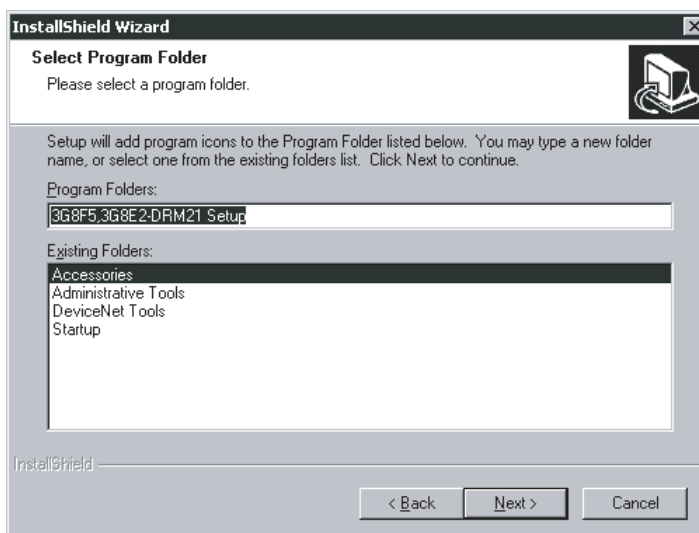 InstallShield Wizard
Select Program Folder
Please select a program folder.
Setup will add program icons to the Program Folder listed below. You may type a new folder
name, or select one from the existing folders list. Click Next to continue.
Program Folders:
3G8F5,3G8E2-DRM21 Setup
Existing Folders:
Accessories
Administrative Tools
DeviceNet Tools
Startup
InstallShield
< Back
Next >
Cancel